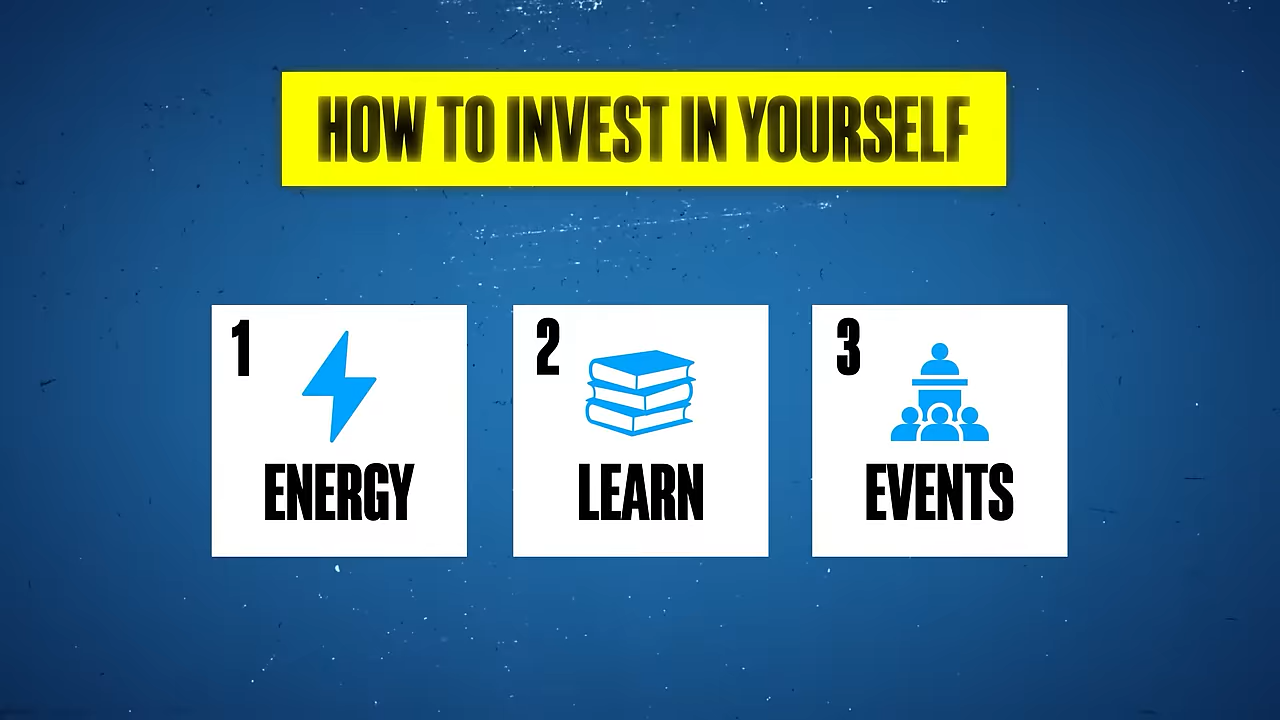 HOW TO INVEST IN YOURSELF
1
ENERGY
2
LEARN
3
EVENTS